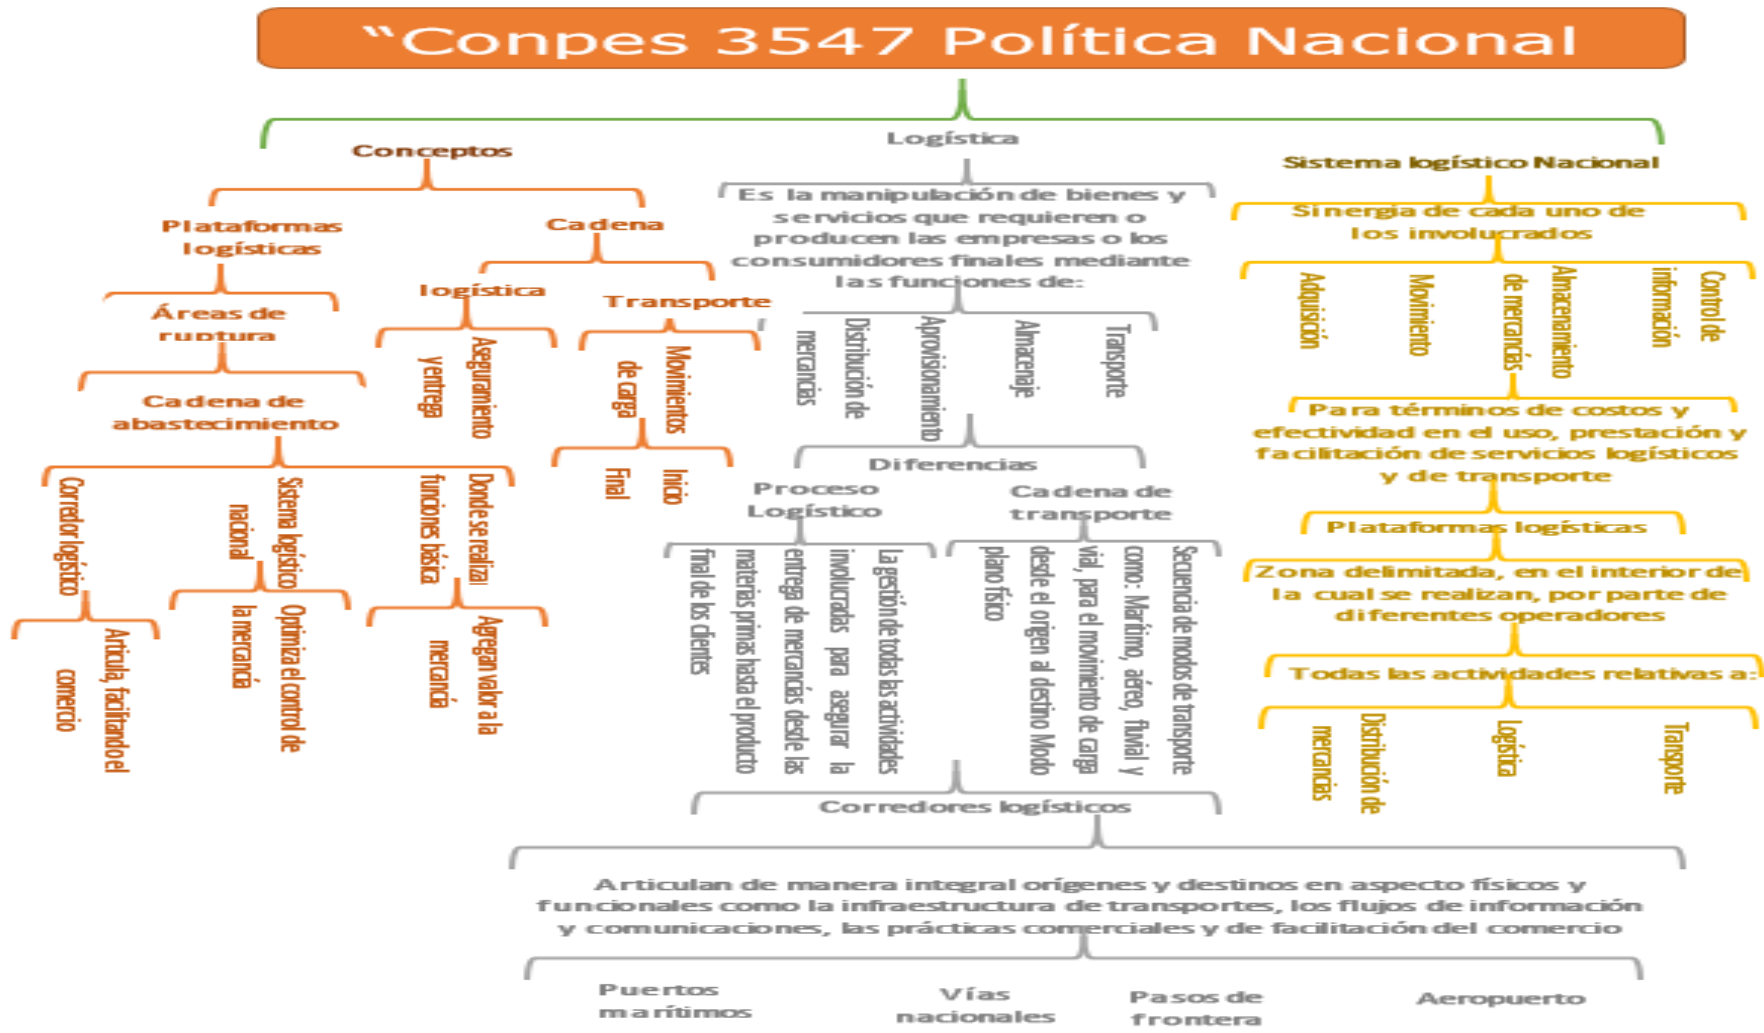 “Conpes 3547 Política Nacional
Conceptos
Plataformas
logísticas
Áreas de
ruptura
Cadena de
abastecimiento
Corredor logístico
Articula, facilitando el
comercio
Sistema logístico
nacional
Optimiza el control de
la mercancía
Donde se realiza
funciones básica
Agregan valor a la
mercancía
Cadena
logística
Aseguramiento
y entrega
Transporte
Movimientos
de carga
Inicio
Final
Logística
Es la manipulación de bienes y
servicios que requieren o
producen las empresas o los
consumidores finales mediante
las funciones de:
Distribución de
mercancias
Aprovisionamiento
Almacenaje
Transporte
Diferencias
Proceso
Logístico
La gestión de todas las actividades
involucradas para asegurar la
entrega de mercancías desde las
materias primas hasta el producto
final de los clientes
Cadena de
transporte
Secuencia de modos de transporte
como: Marítimo, aéreo, fluvial y
vial, para el movimiento de carga
desde el origen al destino Modo
plano físico
Corredores logísticos
Articulan de manera integral orígenes y destinos en aspecto físicos y
funcionales como la infraestructura de transportes, los flujos de información
y comunicaciones, las prácticas comerciales y de facilitación del comercio
Puertos
marítimos
Vías
nacionales
Pasos de
frontera
Aeropuerto
Sistema logístico Nacional
Sinergia de cada uno de
los involucrados
Adquisición
Movimiento
Almacenamiento
de mercancías
Control de
información
Para términos de costos y
efectividad en el uso, prestación y
facilitación de servicios logísticos
y de transporte
Plataformas logísticas
Zona delimitada, en el interior de
la cual se realizan, por parte de
diferentes operadores
Todas las actividades relativas a:
Distribución de
mercancias
Logística
Transporte